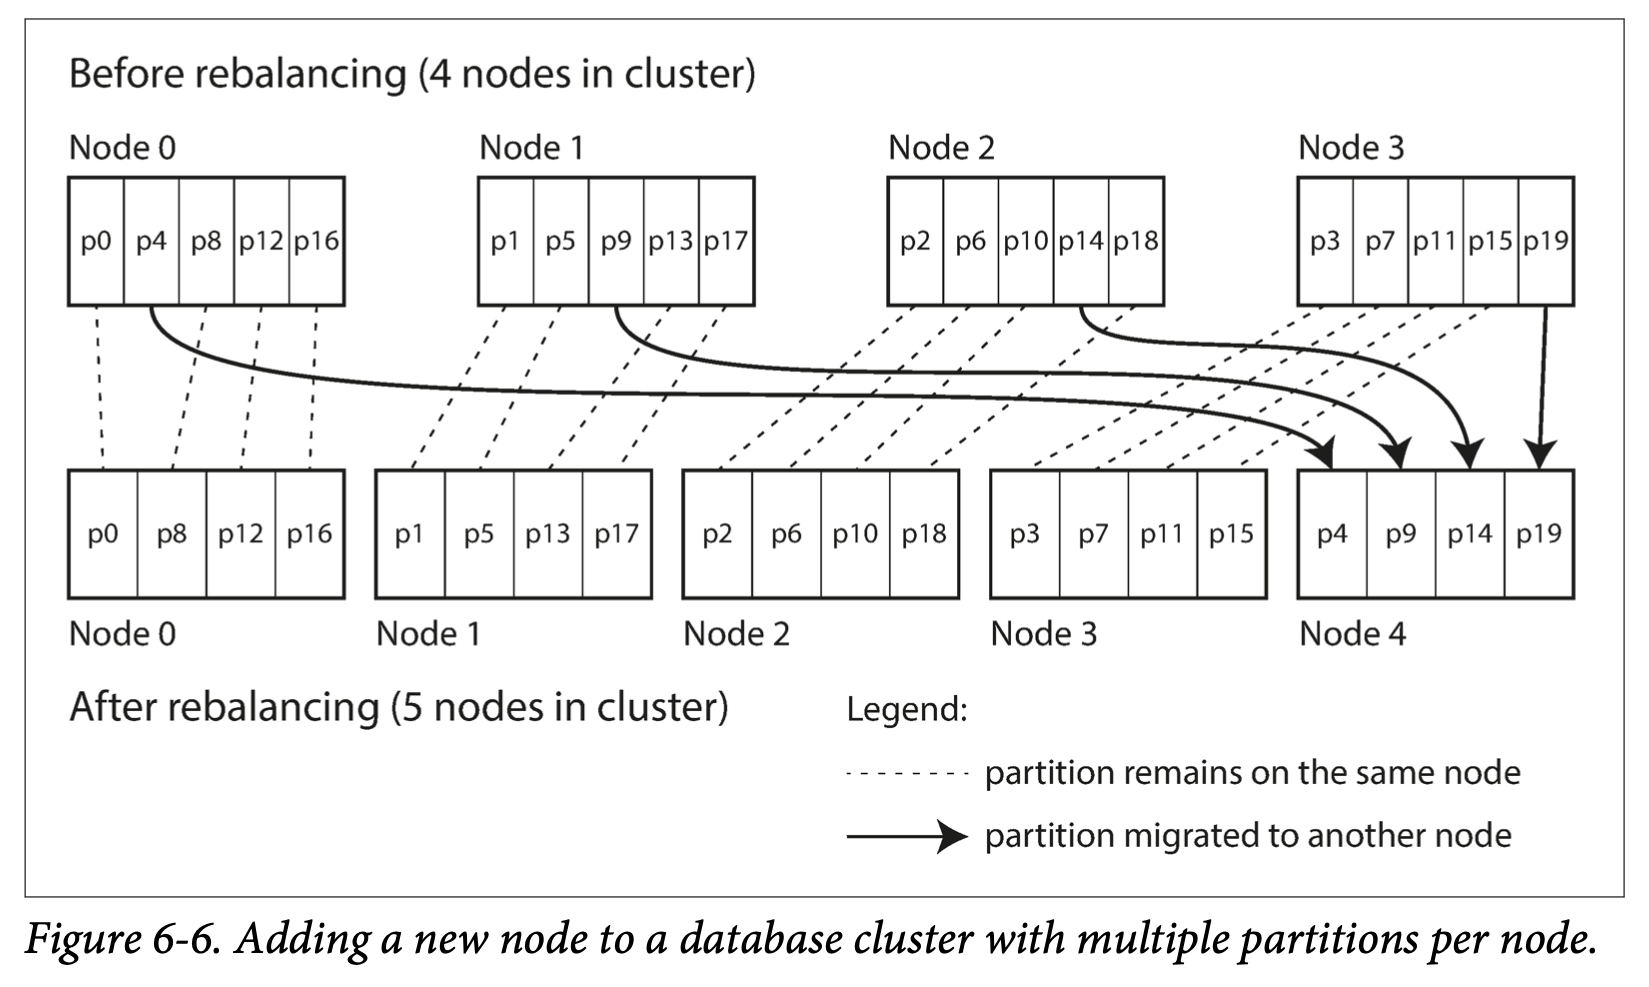 Before rebalancing (4 nodes in cluster)
Node 0 Node 1 Node 2 Node 3
p0 p4 p8 p12 p16 p1 p5 p9 p13 p17 p2 p6 p10 p14 p18 p3 p7 p11 p15 p19
p0 p8 p12 p16 p1 p5 p13 p17 p2 p6 p10 p18 p3 p7 p11 p15 p4 p9 p14 p19
Node 0 Node 1 Node 2 Node 3 Node 4
After rebalancing (5 nodes in cluster)
Legend:
partition remains on the same node
partition migrated to another node
Figure 6-6. Adding a new node to a database cluster with multiple partitions per node.